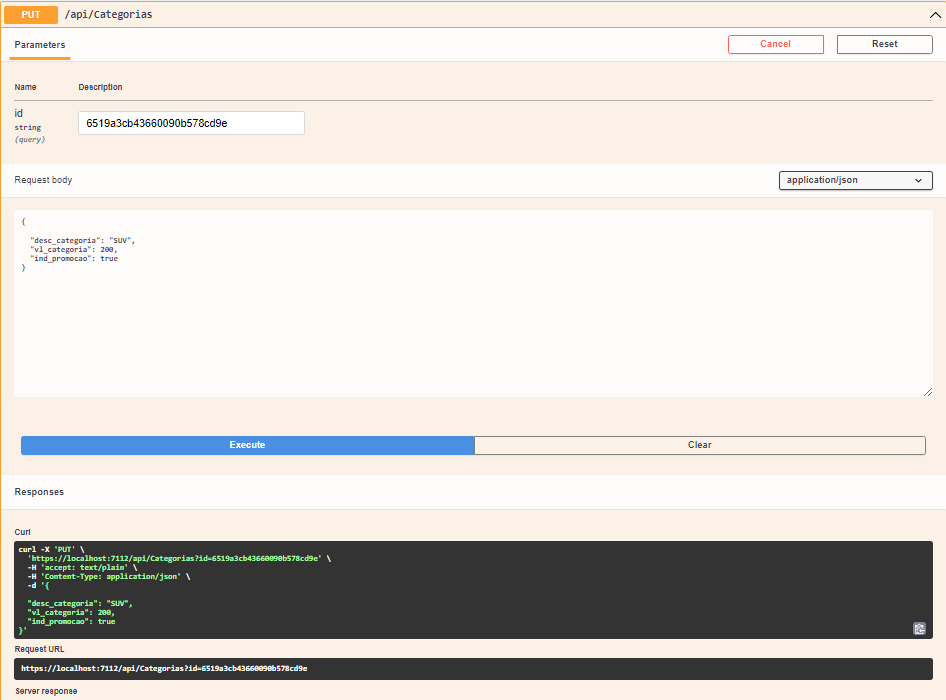 PUT /api/Categorias
Parameters
Cancel
Reset
Name Description
id
string
(query)
6519a3cb43660090b578cd9e
Request body
application/json
{
"desc_categoria": "SUV",
"vl_categoria": 200,
"ind_promocao": true
}
Execute
Clear
Responses
Curl
curl -X 'PUT' \
'https://localhost:7112/api/Categorias?id=6519a3cb43660090b578cd9e' \
-H 'accept: text/plain' \
-H 'Content-Type: application/json' \
-d '{
"desc_categoria": "SUV",
"vl_categoria": 200,
"ind_promocao": true
}'
Request URL
https://localhost:7112/api/Categorias?id=6519a3cb43660090b578cd9e
Server response